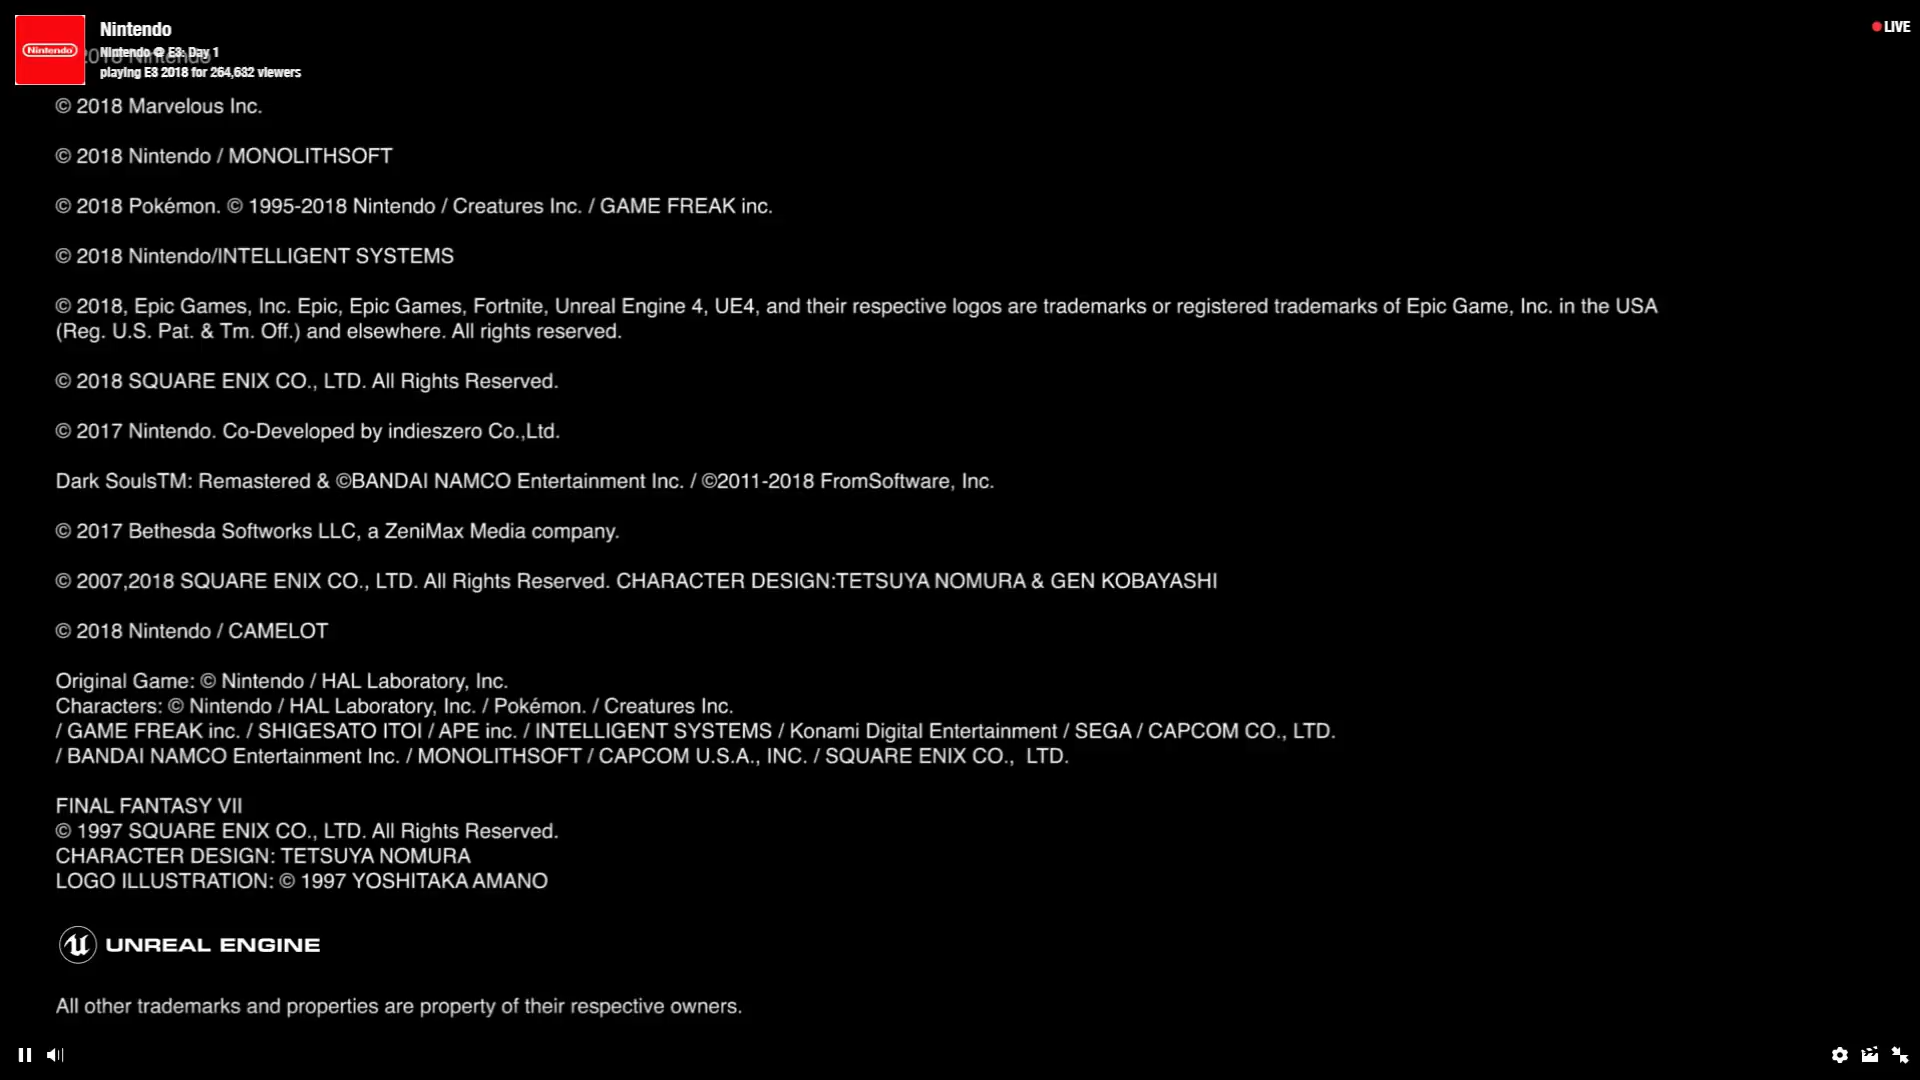 Nintendo
Nintendo @ E3: Day 1
2018 Nintendo
playing E3 2018 for 264,632 viewers
LIVE
Nintendo
© 2018 Marvelous Inc.
© 2018 Nintendo / MONOLITHSOFT
© 2018 Pokémon. © 1995-2018 Nintendo / Creatures Inc. / GAME FREAK inc.
© 2018 Nintendo/INTELLIGENT SYSTEMS
© 2018, Epic Games, Inc. Epic, Epic Games, Fortnite, Unreal Engine 4, UE4, and their respective logos are trademarks or registered trademarks of Epic Game, Inc. in the USA
(Reg. U.S. Pat. & Tm. Off.) and elsewhere. All rights reserved.
© 2018 SQUARE ENIX CO., LTD. All Rights Reserved.
© 2017 Nintendo. Co-Developed by indieszero Co.,Ltd.
Dark SoulsTM: Remastered & ©BANDAI NAMCO Entertainment Inc. / ©2011-2018 FromSoftware, Inc.
© 2017 Bethesda Softworks LLC, a ZeniMax Media company.
© 2007,2018 SQUARE ENIX CO., LTD. All Rights Reserved. CHARACTER DESIGN:TETSUYA NOMURA & GEN KOBAYASHI
© 2018 Nintendo / CAMELOT
Original Game: © Nintendo / HAL Laboratory, Inc.
Characters: © Nintendo / HAL Laboratory, Inc. / Pokémon. / Creatures Inc.
/ GAME FREAK inc. / SHIGESATO ITOI / APE inc. / INTELLIGENT SYSTEMS / Konami Digital Entertainment / SEGA / CAPCOM CO., LTD.
/ BANDAI NAMCO Entertainment Inc. / MONOLITHSOFT / CAPCOM U.S.A., INC. / SQUARE ENIX CO., LTD.
FINAL FANTASY VII
© 1997 SQUARE ENIX CO., LTD. All Rights Reserved.
CHARACTER DESIGN: TETSUYA NOMURA
LOGO ILLUSTRATION: © 1997 YOSHITAKA AMANO
UNREAL ENGINE
All other trademarks and properties are property of their respective owners.